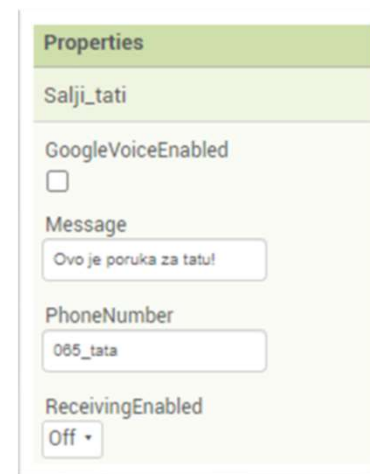 Properties
Salji_tati
GoogleVoiceEnabled
Message
Ovo je poruka za tatu!
PhoneNumber
065_tata
ReceivingEnabled
Off